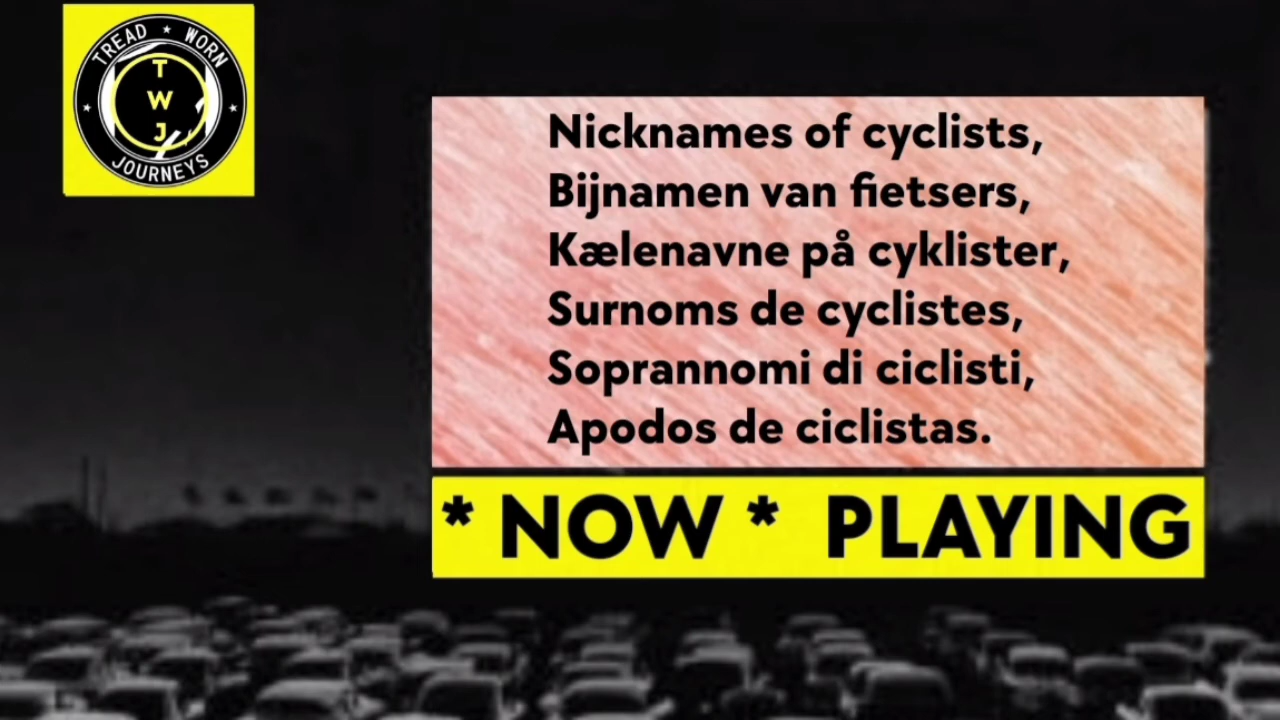 TREAD ★ WORN
T
W
J
JOURNEYS
Nicknames of cyclists,
Bijnamen van fietsers,
Kælenavne på cyklister,
Surnoms de cyclistes,
Soprannomi di ciclisti,
Apodos de ciclistas.
* NOW * PLAYING